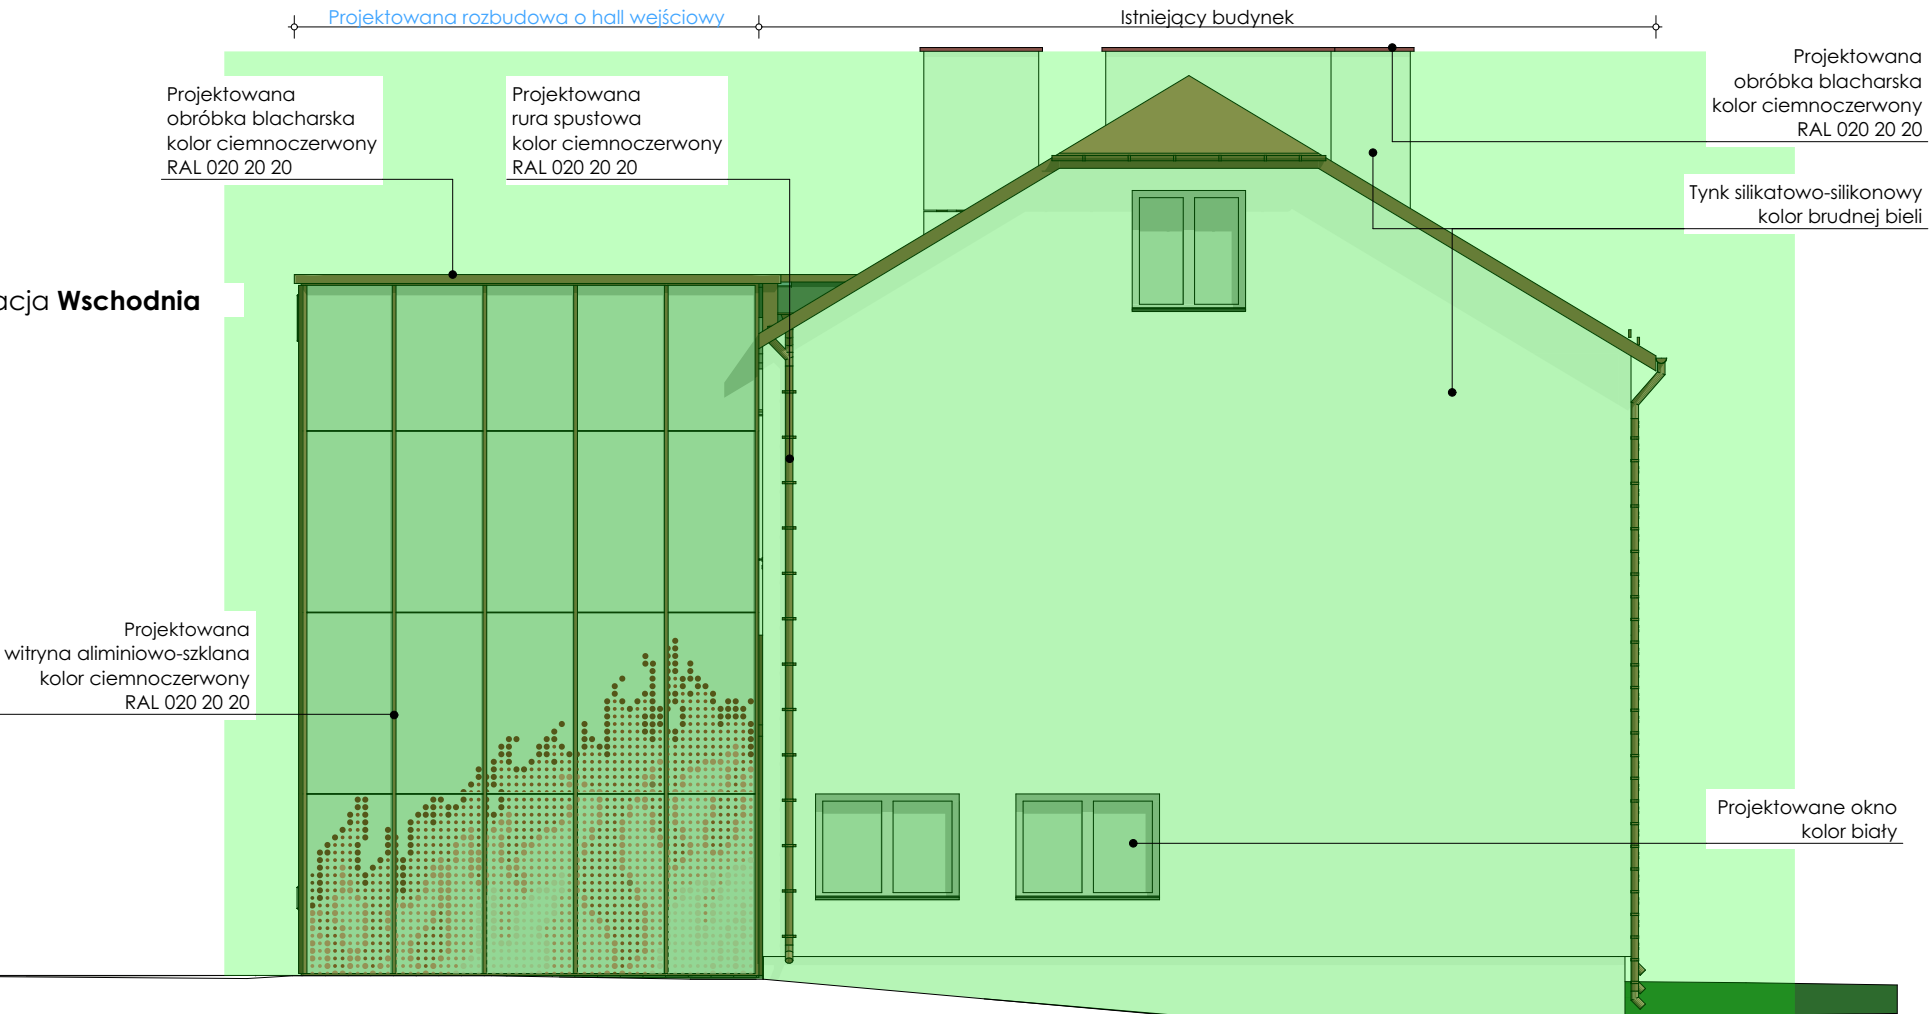 Projektowana rozbudowa o hall wejściowy
Istniejący budynek
Projektowana
obróbka blacharska
kolor ciemnoczerwony
RAL 020 20 20
Projektowana
rura spustowa
kolor ciemnoczerwony
RAL 020 20 20
Projektowana
obróbka blacharska
kolor ciemnoczerwony
RAL 020 20 20
Tynk silikatowo-silikonowy
kolor brudnej bieli
acja Wschodnia
Projektowana
witryna aliminiowo-szklana
kolor ciemnoczerwony
RAL 020 20 20
Projektowane okno
kolor biały